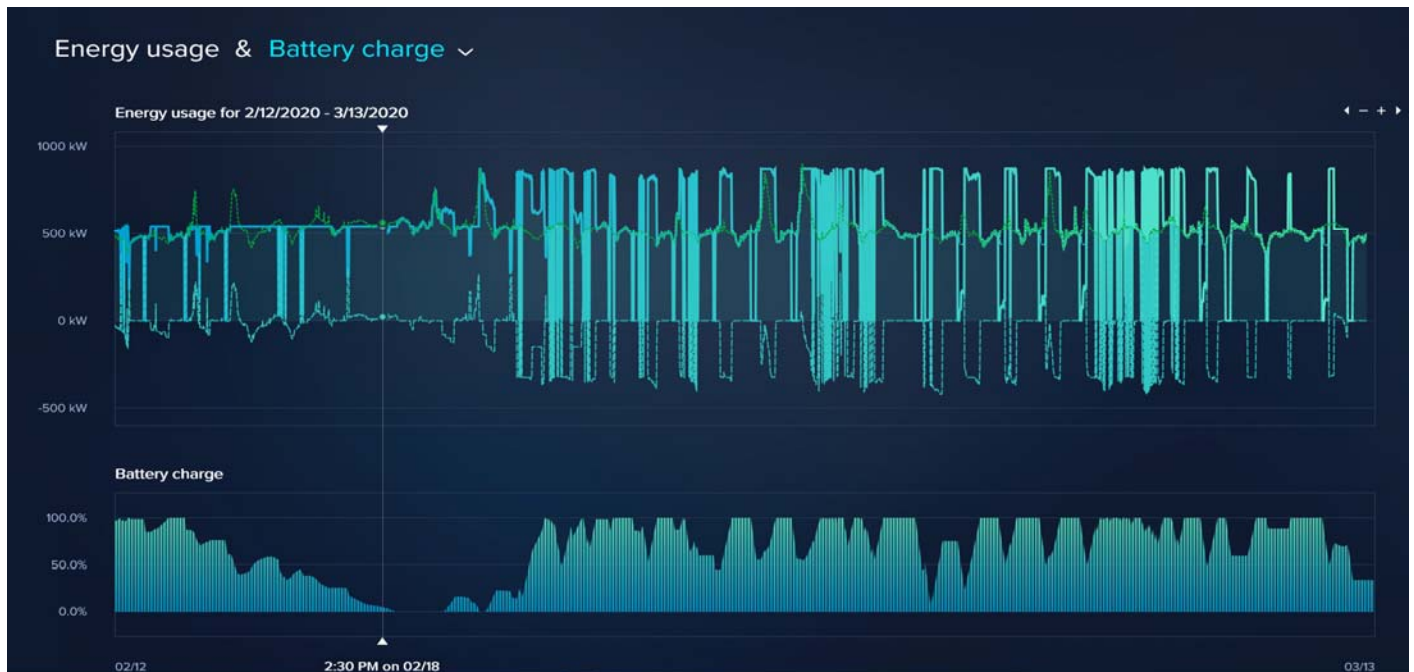 Energy usage & Battery charge
Energy usage for 2/12/2020 - 3/13/2020
1000 kW
500 kW
0 kW
-500 kW
Battery charge
100.0%
50.0%
0.0%
02/12 2:30 PM on 02/18 03/13